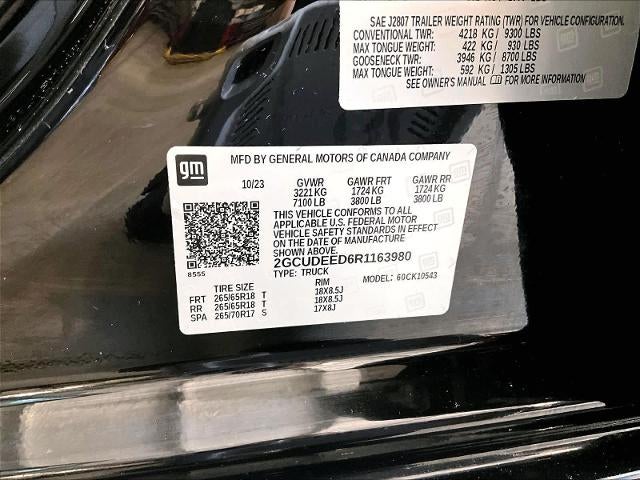 SAE J2807 TRAILER WEIGHT RATING (TWR) FOR VEHICLE CONFIGURATION.
CONVENTIONAL TWR: 4218 KG / 9300 LBS
MAX TONGUE WEIGHT: 422 KG / 930 LBS
GOOSENECK TWR: 3946 KG / 8700 LBS
MAX TONGUE WEIGHT: 592 KG / 1305 LBS
SEE OWNER'S MANUAL FOR MORE INFORMATION.
gm
MFD BY GENERAL MOTORS OF CANADA COMPANY
10/23 GVWR GAWR FRT GAWR RR
3221 KG 1724 KG 1724 KG
7100 LB 3800 LB 3800 LB
THIS VEHICLE CONFORMS TO ALL
APPLICABLE U.S. FEDERAL MOTOR
VEHICLE SAFETY STANDARDS IN EFFECT
ON THE DATE OF MANUFACTURE
SHOWN ABOVE.
2GCUDEED6R1163980
8555
TYPE: TRUCK MODEL: 60CK10543
TIRE SIZE RIM
FRT 265/65R18 T 18X8.5J
RR 265/65R18 T 18X8.5J
SPA 265/70R17 S 17X8J